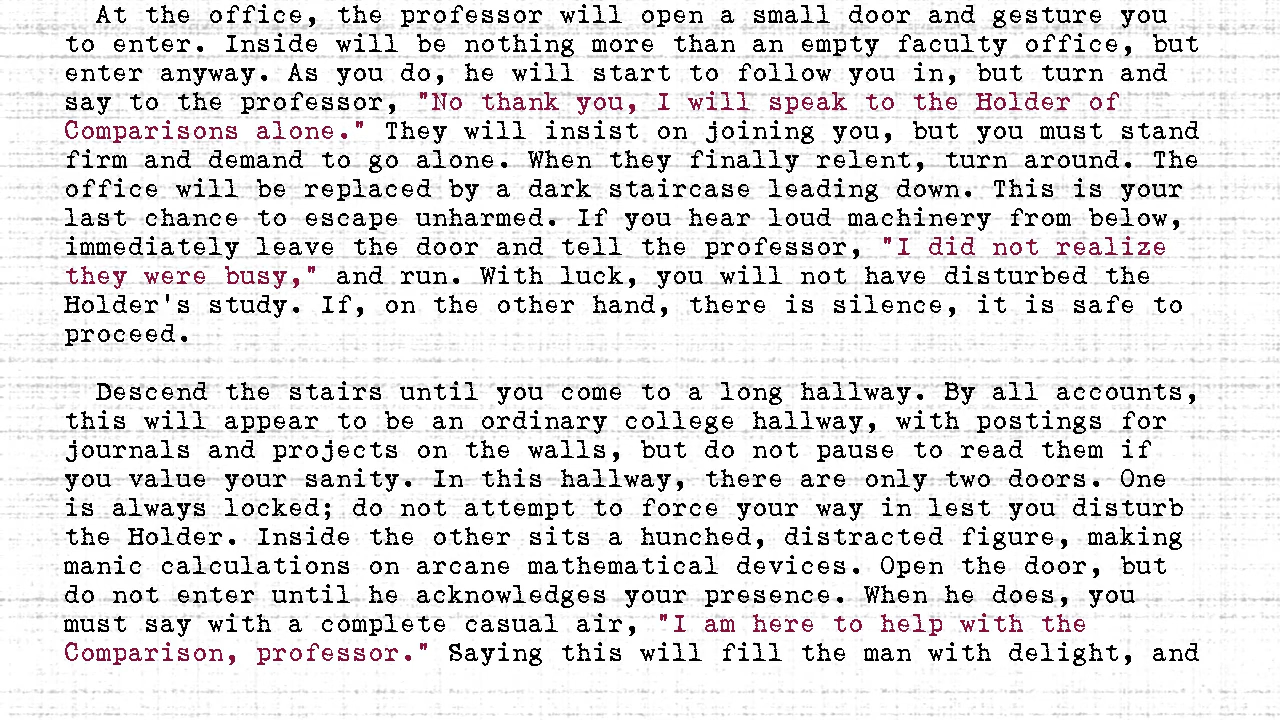 At the office, the professor will open a small door and gesture you
to enter. Inside will be nothing more than an empty faculty office, but
enter anyway. As you do, he will start to follow you in, but turn and
say to the professor, "No thank you, I will speak to the Holder of
Comparisons alone." They will insist on joining you, but you must stand
firm and demand to go alone. When they finally relent, turn around. The
office will be replaced by a dark staircase leading down. This is your
last chance to escape unharmed. If you hear loud machinery from below,
immediately leave the door and tell the professor, "I did not realize
they were busy," and run. With luck, you will not have disturbed the
Holder's study. If, on the other hand, there is silence, it is safe to
proceed.
Descend the stairs until you come to a long hallway. By all accounts,
this will appear to be an ordinary college hallway, with postings for
journals and projects on the walls, but do not pause to read them if
you value your sanity. In this hallway, there are only two doors. One
is always locked; do not attempt to force your way in lest you disturb
the Holder. Inside the other sits a hunched, distracted figure, making
manic calculations on arcane mathematical devices. Open the door, but
do not enter until he acknowledges your presence. When he does, you
must say with a complete casual air, "I am here to help with the
Comparison, professor." Saying this will fill the man with delight, and